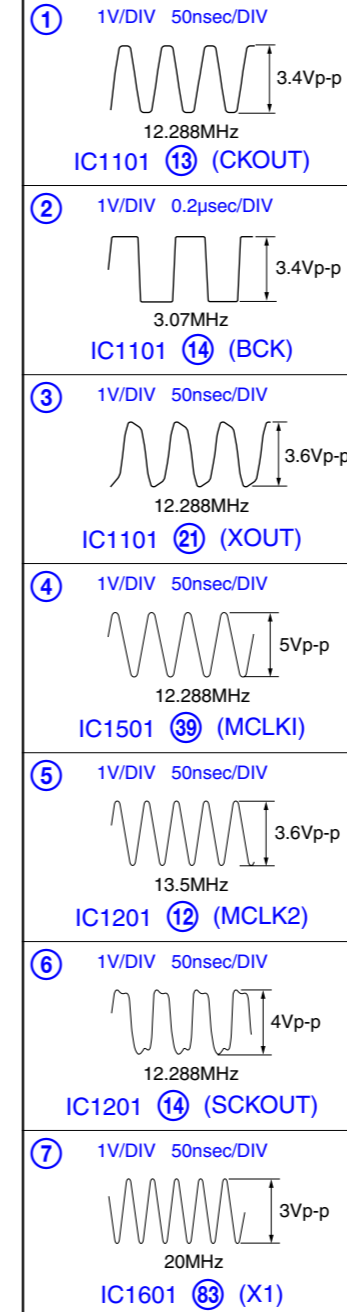 ① 1V/DIV 50nsec/DIV
3.4Vp-p
12.288MHz
IC1101 ⑬ (CKOUT)
② 1V/DIV 0.2µsec/DIV
3.4Vp-p
3.07MHz
IC1101 ⑭ (BCK)
③ 1V/DIV 50nsec/DIV
3.6Vp-p
12.288MHz
IC1101 ㉑ (XOUT)
④ 1V/DIV 50nsec/DIV
5Vp-p
12.288MHz
IC1501 ㊴ (MCLKI)
⑤ 1V/DIV 50nsec/DIV
3.6Vp-p
13.5MHz
IC1201 ⑫ (MCLK2)
⑥ 1V/DIV 50nsec/DIV
4Vp-p
12.288MHz
IC1201 ⑭ (SCKOUT)
⑦ 1V/DIV 50nsec/DIV
3Vp-p
20MHz
IC1601 83 (X1)